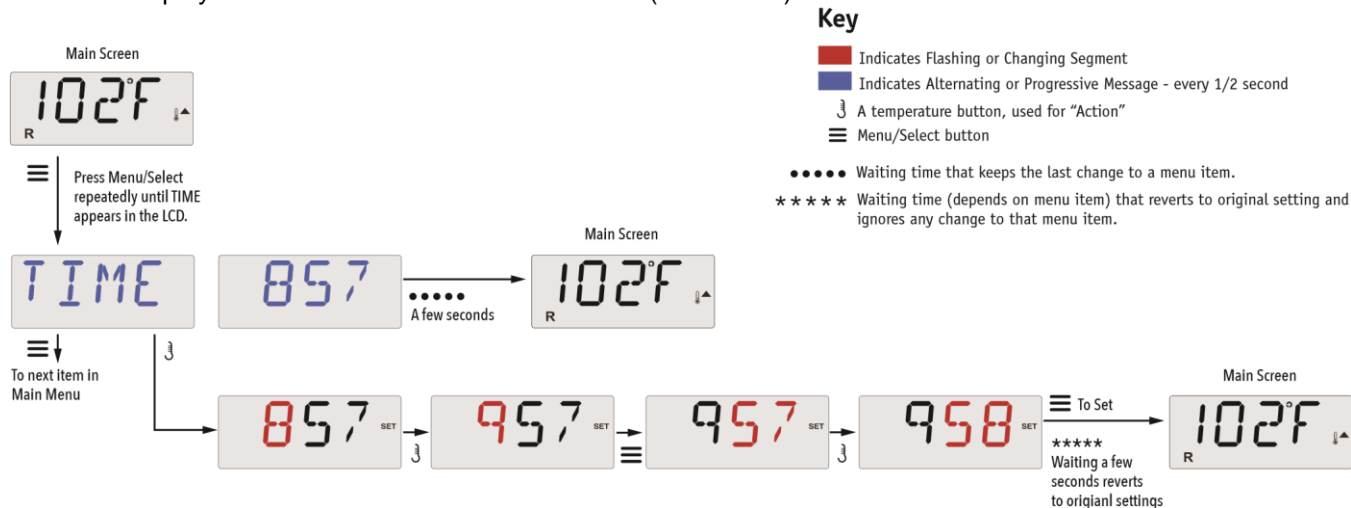 Key
Indicates Flashing or Changing Segment
Indicates Alternating or Progressive Message - every 1/2 second
A temperature button, used for “Action”
Menu/Select button
••••• Waiting time that keeps the last change to a menu item.
***** Waiting time (depends on menu item) that reverts to original setting and
ignores any change to that menu item.
Main Screen
102°F
R
Press Menu/Select
repeatedly until TIME
appears in the LCD.
TIME
857
•••••
A few seconds
Main Screen
102°F
R
To next item in
Main Menu
857 SET
957 SET
957 SET
958 SET
To Set
*****
Waiting a few
seconds reverts
to origianl settings
Main Screen
102°F
R